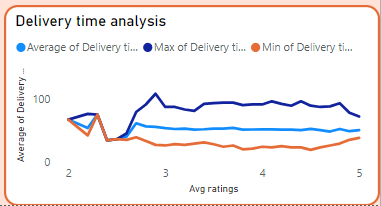 Delivery time analysis
Average of Delivery ti... Max of Delivery ti... Min of Delivery ti...
Average of Delivery ...
100
0
2 3 4 5
Avg ratings